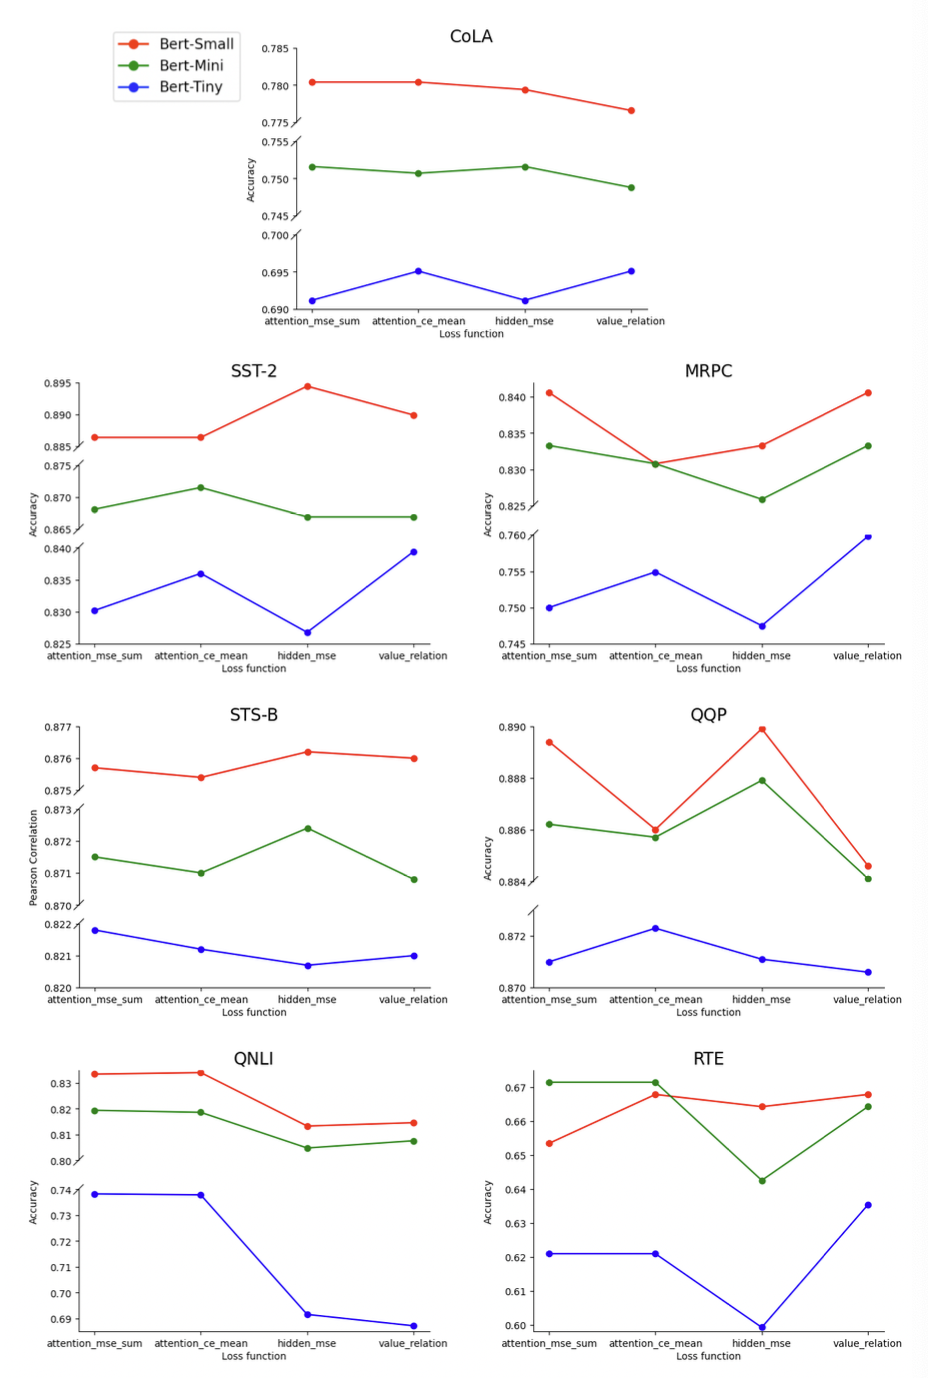 CoLA
Bert-Small
Bert-Mini
Bert-Tiny
0.785
0.780
0.775
0.755
0.750
0.745
0.700
0.695
0.690
Accuracy
attention_mse_sum attention_ce_mean hidden_mse value_relation
Loss function
SST-2
0.895
0.890
0.885
0.875
0.870
0.865
0.840
0.835
0.830
0.825
Accuracy
attention_mse_sum attention_ce_mean hidden_mse value_relation
Loss function
MRPC
0.840
0.835
0.830
0.825
0.760
0.755
0.750
0.745
Accuracy
attention_mse_sum attention_ce_mean hidden_mse value_relation
Loss function
STS-B
0.877
0.876
0.875
0.873
0.872
0.871
0.870
0.822
0.821
0.820
Pearson Correlation
attention_mse_sum attention_ce_mean hidden_mse value_relation
Loss function
QQP
0.890
0.888
0.886
0.884
0.872
0.870
Accuracy
attention_mse_sum attention_ce_mean hidden_mse value_relation
Loss function
QNLI
0.83
0.82
0.81
0.80
0.74
0.73
0.72
0.71
0.70
0.69
Accuracy
attention_mse_sum attention_ce_mean hidden_mse value_relation
Loss function
RTE
0.67
0.66
0.65
0.64
0.63
0.62
0.61
0.60
Accuracy
attention_mse_sum attention_ce_mean hidden_mse value_relation
Loss function